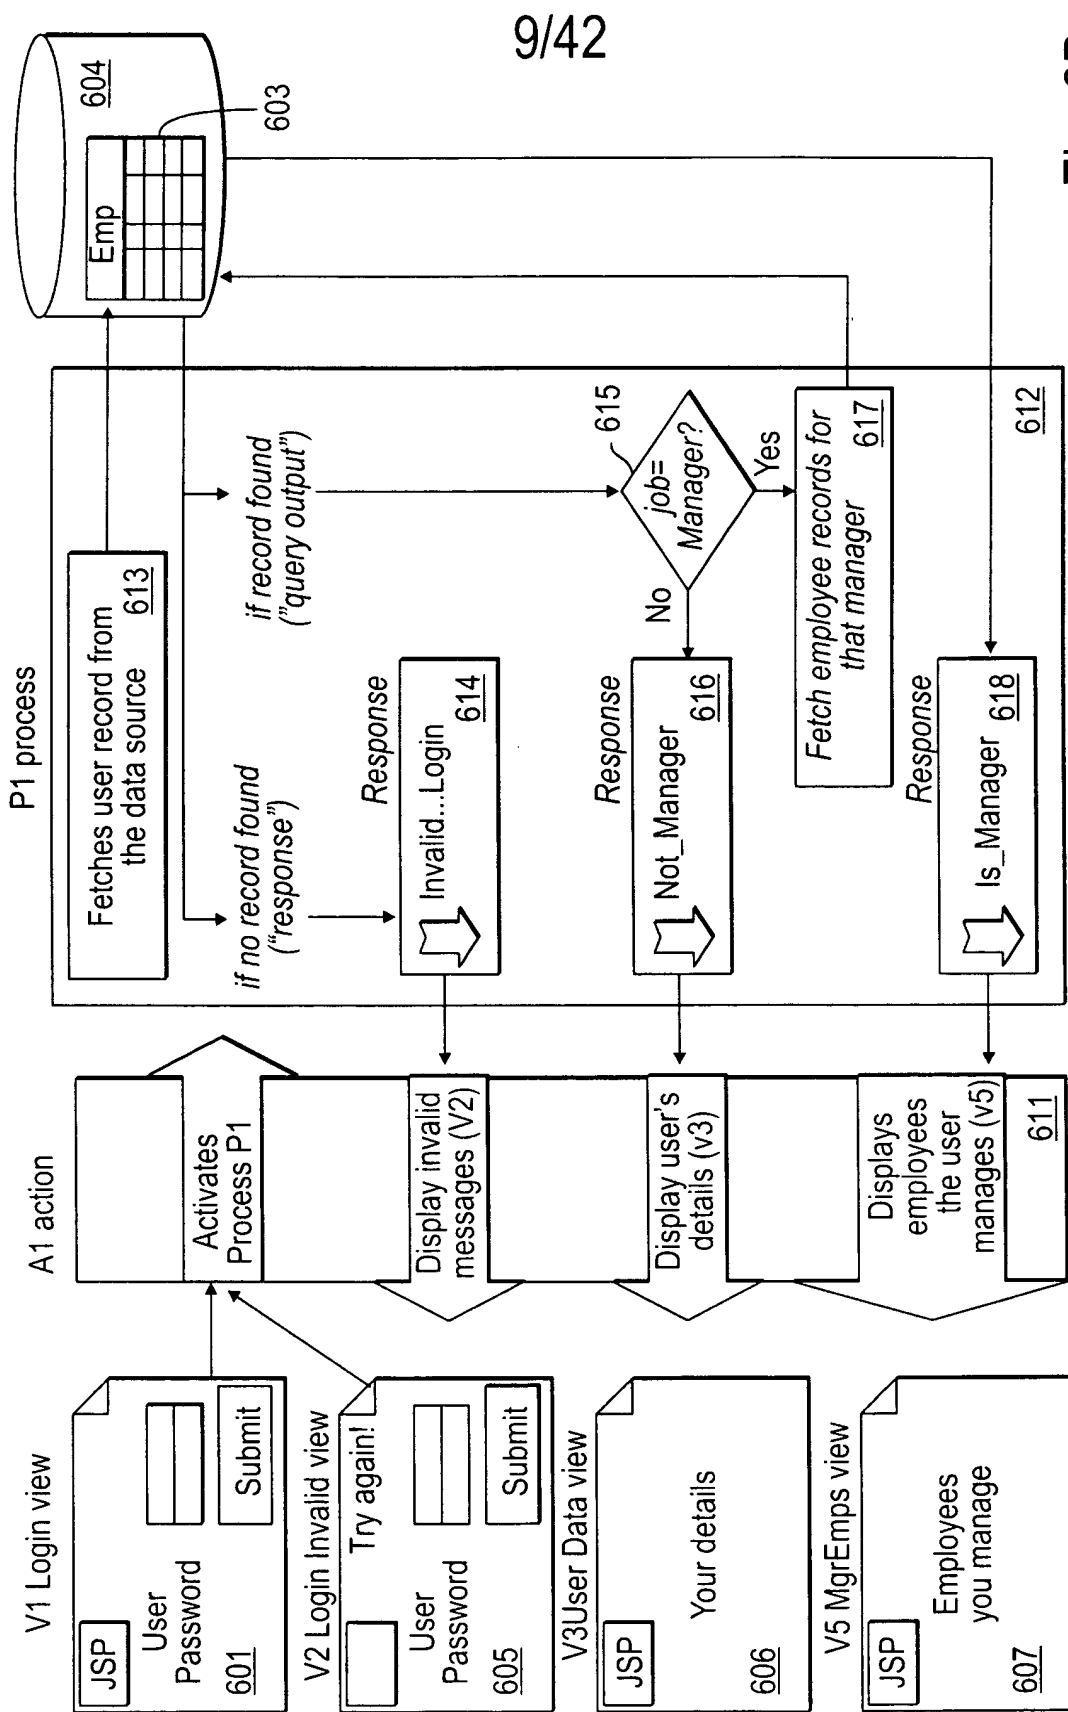 9/42
V1 Login view
JSP
User
Password
Submit
601
V2 Login Invalid view
Try again!
User
Password
Submit
605
V3User Data view
JSP
Your details
606
V5 MgrEmps view
JSP
Employees
you manage
607
A1 action
Activates
Process P1
Display invalid
messages (V2)
Display user's
details (v3)
Displays
employees
the user
manages (v5)
611
P1 process
Fetches user record from
the data source
613
if no record found
("response")
if record found
("query output")
Response
Invalid...Login
614
615
job=
Manager?
No
Yes
Response
Not_Manager
616
Fetch employee records for
that manager
617
Response
Is_Manager
618
612
Emp
604
603